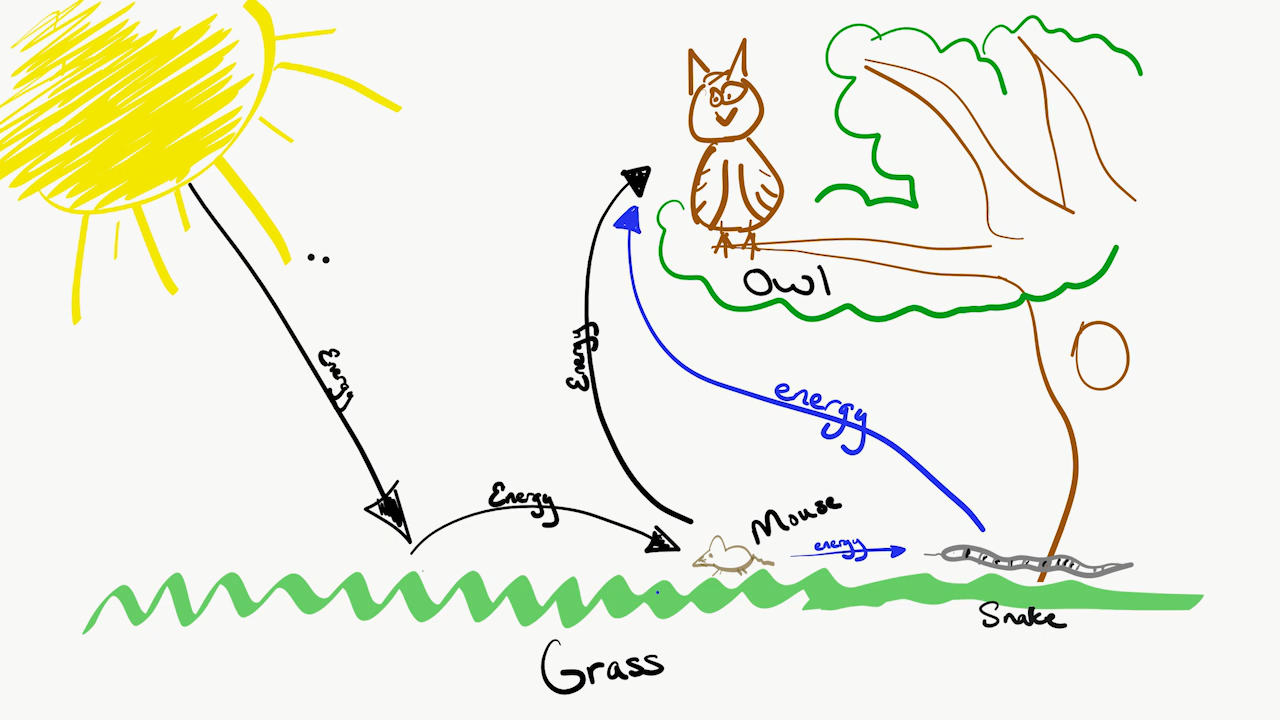 Owl
Energy
Energy
energy
Energy
Mouse
energy
Snake
Grass